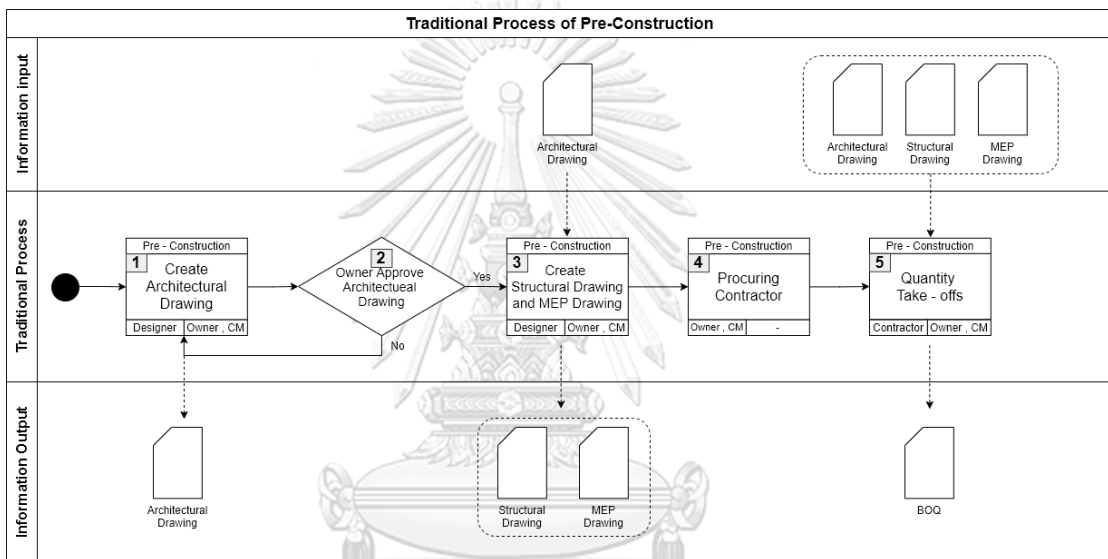 Traditional Process of Pre-Construction
Information input
Architectural
Drawing
Architectural
Drawing
Structural
Drawing
MEP
Drawing
Traditional Process
Pre - Construction
1
Create
Architectural
Drawing
Designer
Owner , CM
2
Owner Approve
Architectueal
Drawing
Yes
No
Pre - Construction
3
Create
Structural Drawing
and MEP Drawing
Designer
Owner , CM
Pre - Construction
4
Procuring
Contractor
Owner , CM
-
Pre - Construction
5
Quantity
Take - offs
Contractor
Owner , CM
Information Output
Architectural
Drawing
Structural
Drawing
MEP
Drawing
BOQ